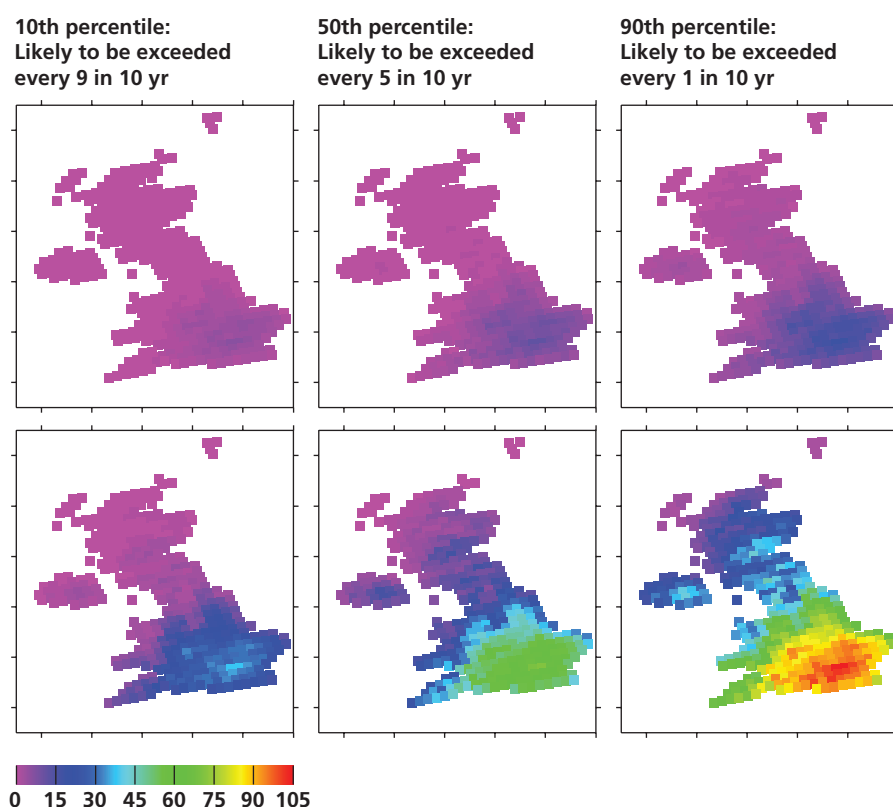 10th percentile:
Likely to be exceeded
every 9 in 10 yr
50th percentile:
Likely to be exceeded
every 5 in 10 yr
90th percentile:
Likely to be exceeded
every 1 in 10 yr
0 15 30 45 60 75 90 105